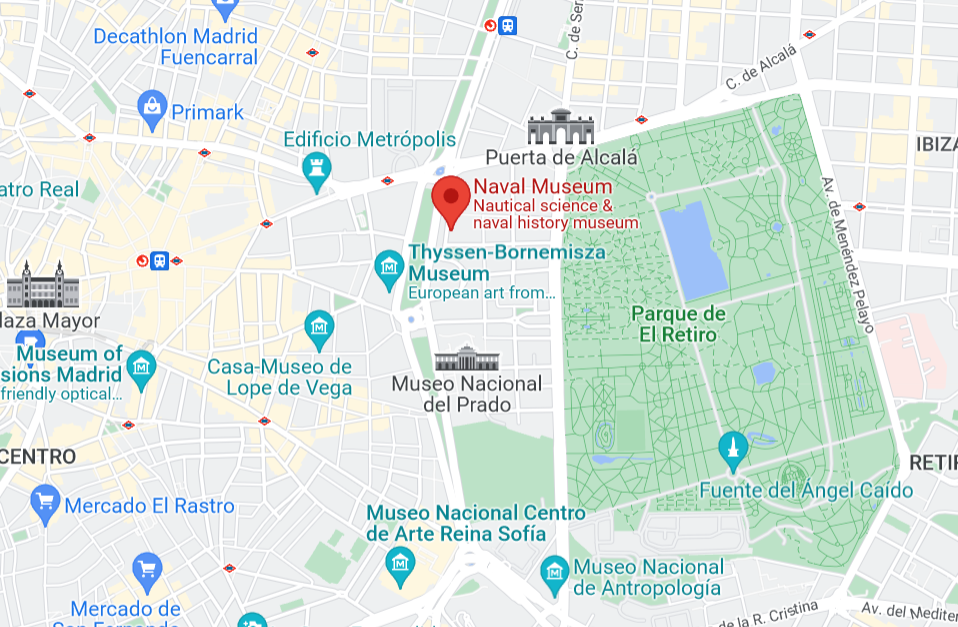 Decathlon Madrid
Fuencarral
C. de Ser
C. de Alcalá
Primark
Edificio Metrópolis
Puerta de Alcalá
IBIZA
atro Real
Naval Museum
Nautical science &
naval history museum
Av. de Menéndez Pelayo
Thyssen-Bornemisza
Museum
European art from...
laza Mayor
Parque de
El Retiro
Museum of
sions Madrid
friendly optical...
Casa-Museo de
Lope de Vega
Museo Nacional
del Prado
CENTRO
RETIR
Mercado El Rastro
Fuente del Ángel Caído
Museo Nacional Centro
de Arte Reina Sofía
Museo Nacional
de Antropología
Mercado de
San Fernando
de la R. Cristina
Av. del Mediter